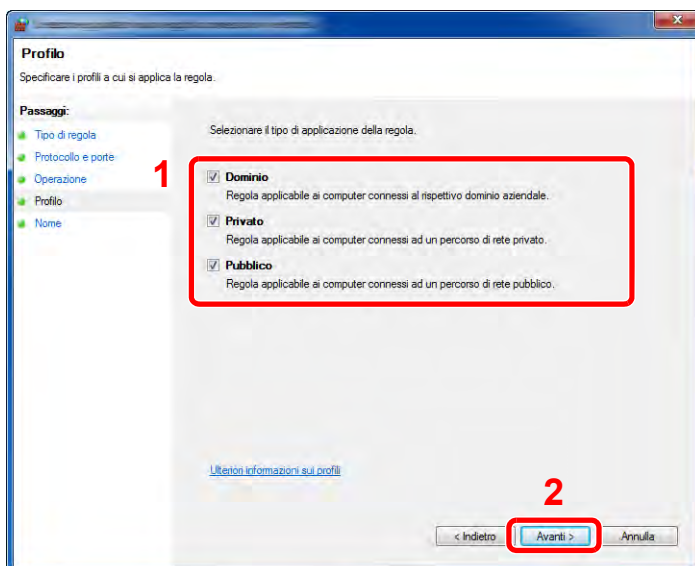 Profilo
Specificare i profili a cui si applica la regola.
Passaggi:
Tipo di regola
Protocollo e porte
Operazione
Profilo
Nome
Selezionare il tipo di applicazione della regola.
1
Dominio
Regola applicabile ai computer connessi al rispettivo dominio aziendale.
Privato
Regola applicabile ai computer connessi ad un percorso di rete privato.
Pubblico
Regola applicabile ai computer connessi ad un percorso di rete pubblico.
Ulteriori informazioni sui profili
2
< Indietro
Avanti >
Annulla